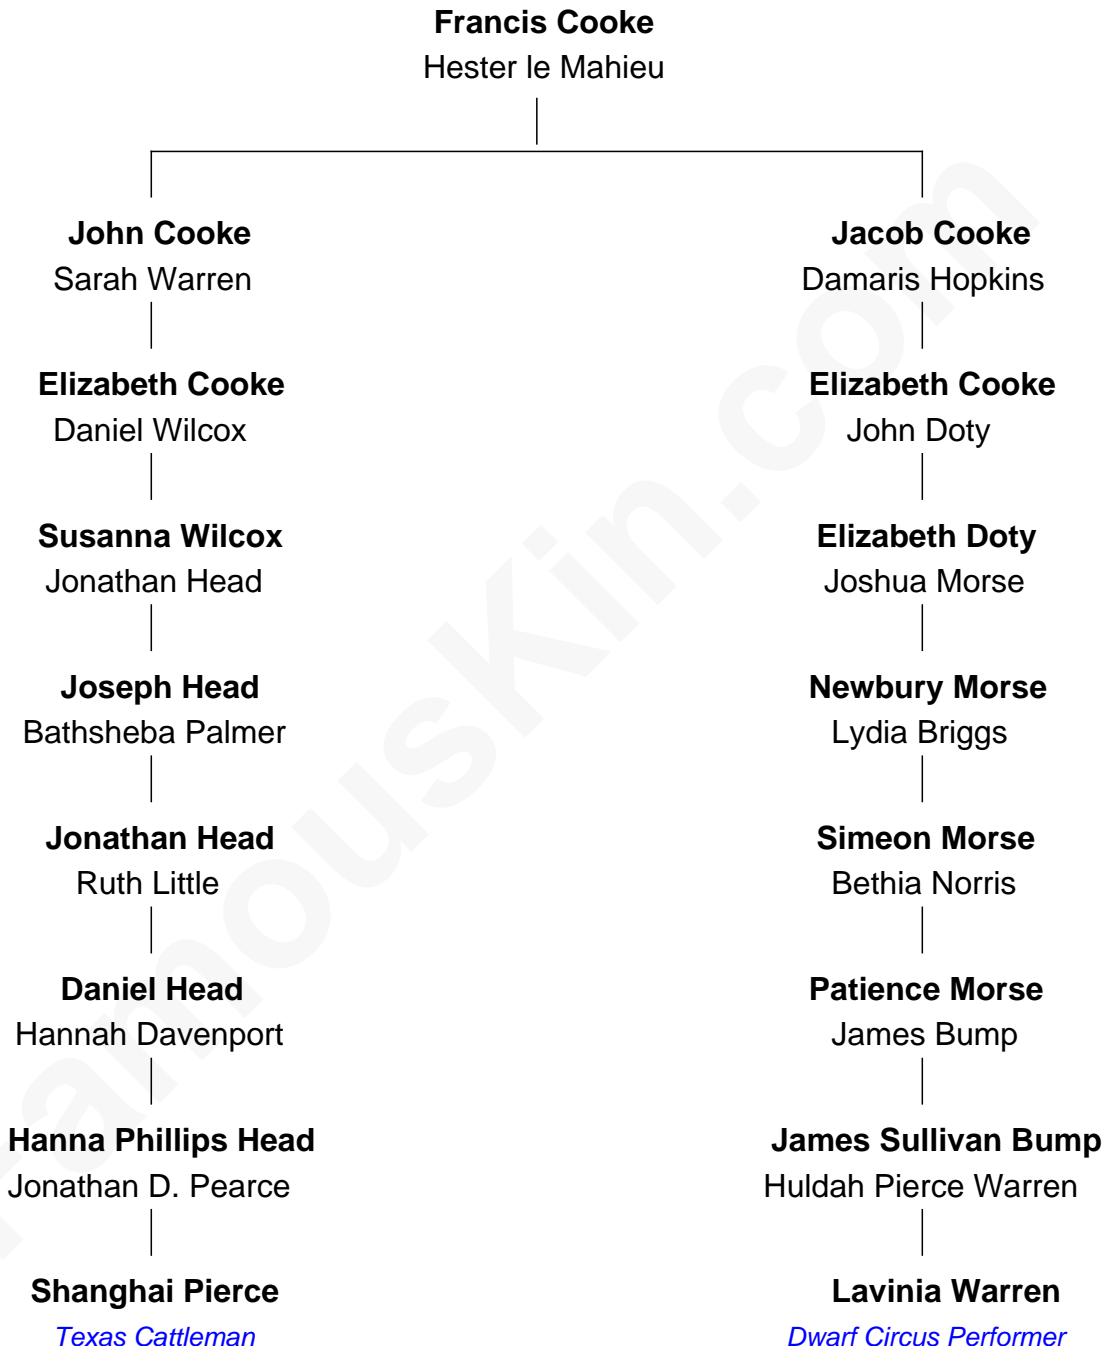 Francis Cooke
Hester le Mahieu
John Cooke
Sarah Warren
Jacob Cooke
Damaris Hopkins
Elizabeth Cooke
Daniel Wilcox
Elizabeth Cooke
John Doty
Susanna Wilcox
Jonathan Head
Elizabeth Doty
Joshua Morse
Joseph Head
Bathsheba Palmer
Newbury Morse
Lydia Briggs
Jonathan Head
Ruth Little
Simeon Morse
Bethia Norris
Daniel Head
Hannah Davenport
Patience Morse
James Bump
Hanna Phillips Head
Jonathan D. Pearce
James Sullivan Bump
Huldah Pierce Warren
Shanghai Pierce
Texas Cattleman
Lavinia Warren
Dwarf Circus Performer
FamousKin.com